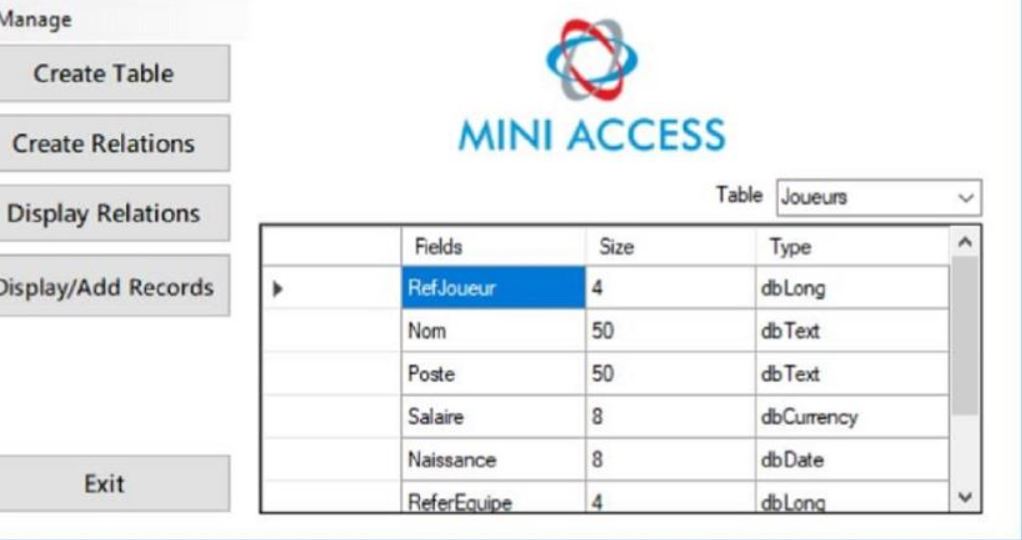 Manage
Create Table
Create Relations
Display Relations
Display/Add Records
Exit
MINI ACCESS
Table Joueurs
Fields Size Type
RefJoueur 4 dbLong
Nom 50 dbText
Poste 50 dbText
Salaire 8 dbCurrency
Naissance 8 dbDate
ReferEquipe 4 dbLong